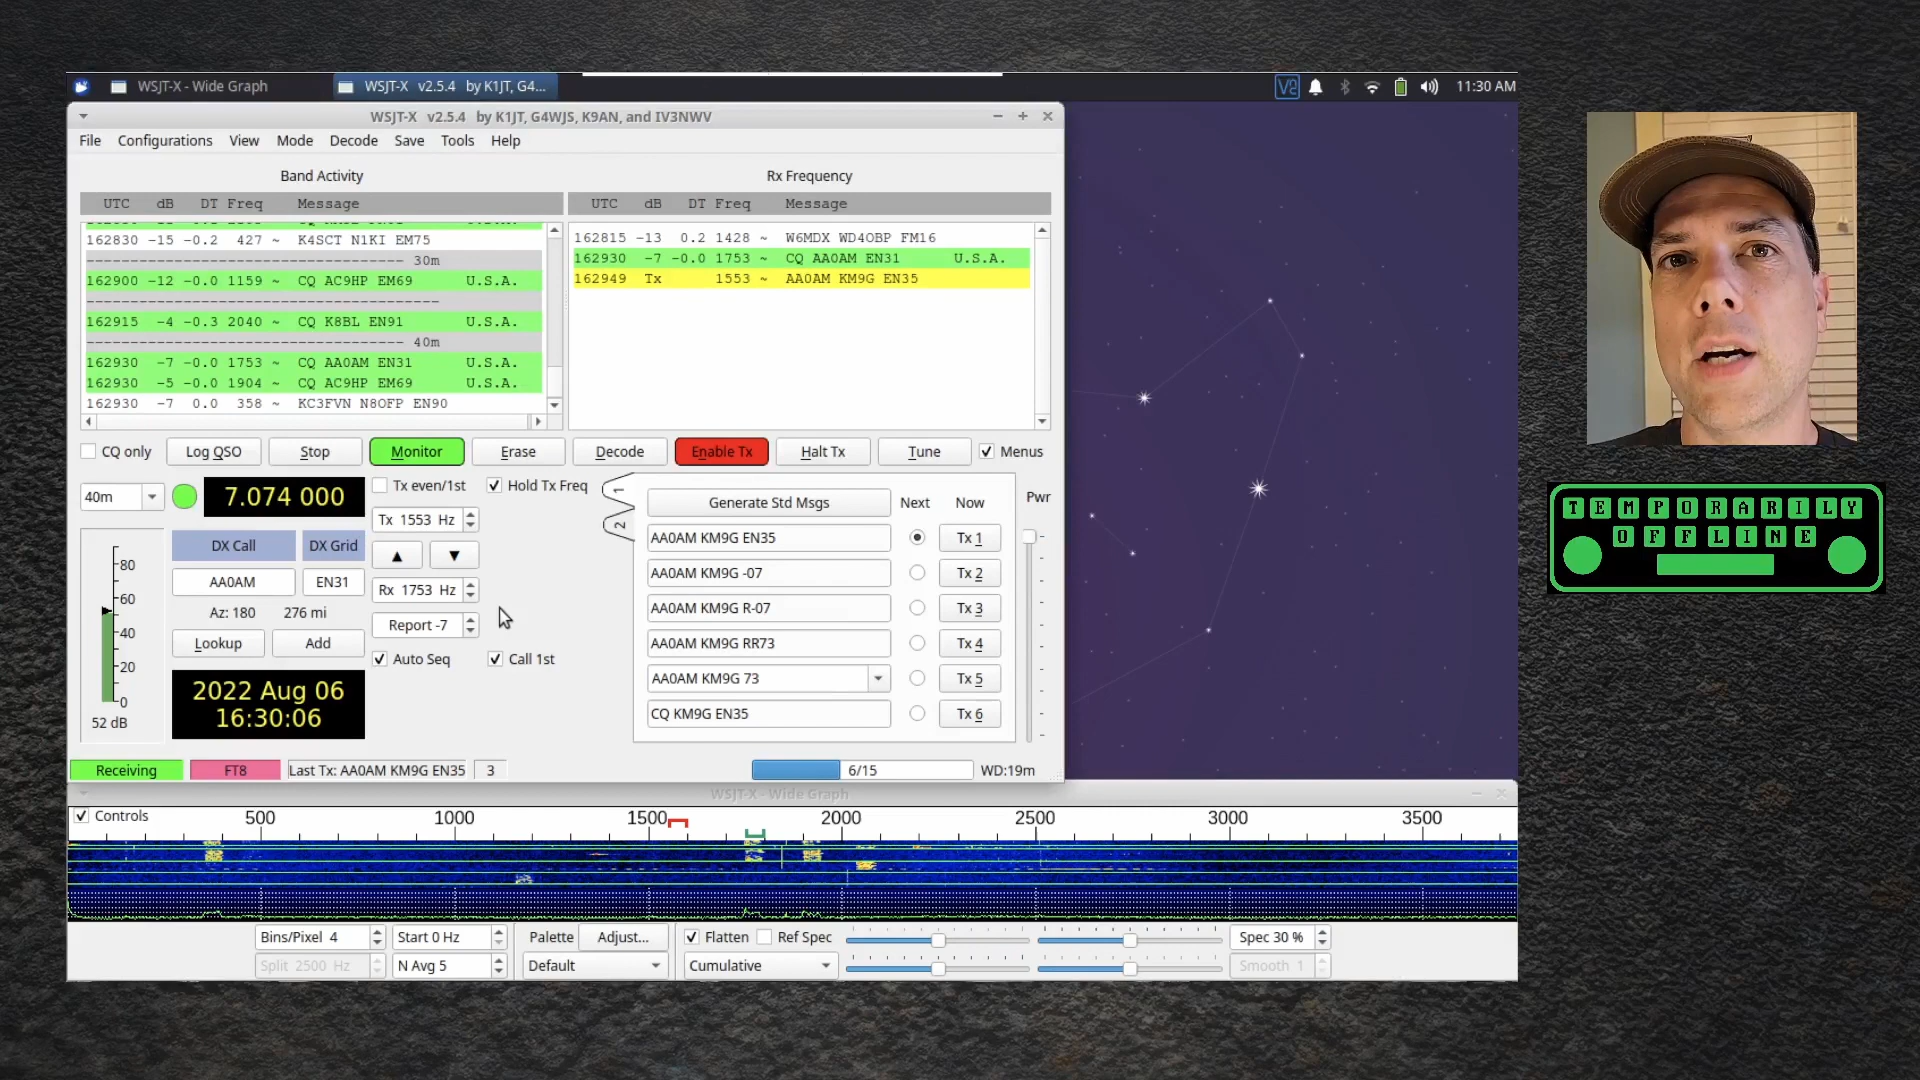 WSJT-X - Wide Graph
WSJT-X v2.5.4 by K1JT, G4W...
11:30 AM
WSJT-X v2.5.4 by K1JT, G4WJS, K9AN, and IV3NWV
File Configurations View Mode Decode Save Tools Help
Band Activity
UTC dB DT Freq Message
162830 -15 -0.2 427 ~ K4SCT N1KI EM75
---------------------------------- 30m
162900 -12 -0.0 1159 ~ CQ AC9HP EM69 U.S.A.
162915 -4 -0.3 2040 ~ CQ K8BL EN91 U.S.A.
---------------------------------- 40m
162930 -7 -0.0 1753 ~ CQ AA0AM EN31 U.S.A.
162930 -5 -0.0 1904 ~ CQ AC9HP EM69 U.S.A.
162930 -7 0.0 358 ~ KC3FVN N8OFP EN90
Rx Frequency
UTC dB DT Freq Message
162815 -13 0.2 1428 ~ W6MDX WD4OBP FM16
162930 -7 -0.0 1753 ~ CQ AA0AM EN31 U.S.A.
162949 Tx 1553 ~ AA0AM KM9G EN35
CQ only Log QSO Stop Monitor Erase Decode Enable Tx Halt Tx Tune Menus
40m 7.074 000 Tx even/1st Hold Tx Freq
Tx 1553 Hz
DX Call DX Grid
AA0AM EN31
Rx 1753 Hz
Az: 180 276 mi
Report -7
Lookup Add
Auto Seq Call 1st
80
60
40
20
0
52 dB
2022 Aug 06
16:30:06
1
2
Generate Std Msgs Next Now Pwr
AA0AM KM9G EN35 Tx 1
AA0AM KM9G -07 Tx 2
AA0AM KM9G R-07 Tx 3
AA0AM KM9G RR73 Tx 4
AA0AM KM9G 73 Tx 5
CQ KM9G EN35 Tx 6
Receiving FT8 Last Tx: AA0AM KM9G EN35 3 6/15 WD:19m
WSJT-X - Wide Graph
Controls 500 1000 1500 2000 2500 3000 3500
Bins/Pixel 4 Start 0 Hz Palette Adjust... Flatten Ref Spec Spec 30 %
Split 2500 Hz N Avg 5 Default Cumulative Smooth 1
TEMPORARILY
OFFLINE